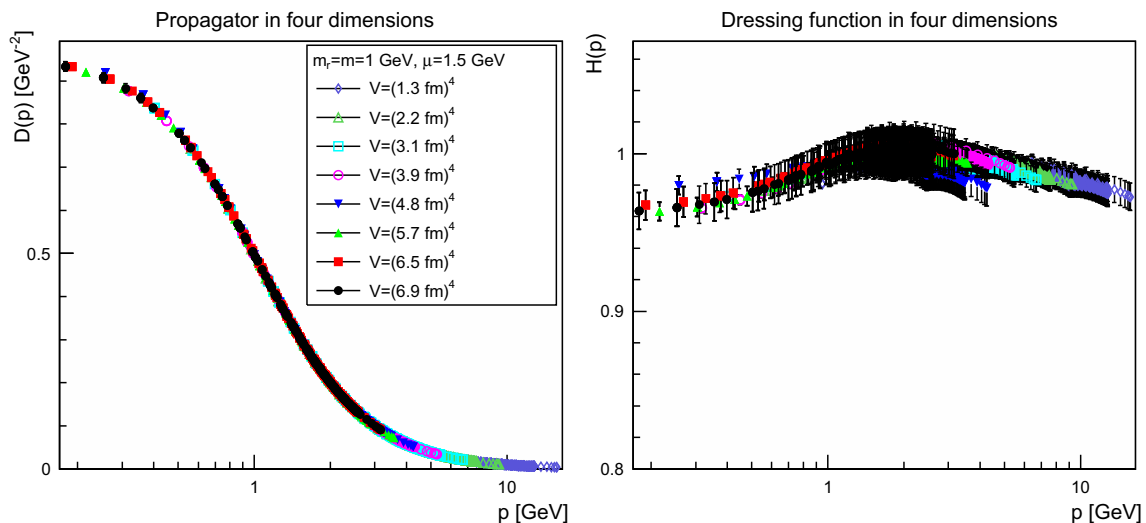 Propagator in four dimensions
D(p) [GeV⁻²]
mᵣ=m=1 GeV, μ=1.5 GeV
V=(1.3 fm)⁴
V=(2.2 fm)⁴
V=(3.1 fm)⁴
V=(3.9 fm)⁴
V=(4.8 fm)⁴
V=(5.7 fm)⁴
V=(6.5 fm)⁴
V=(6.9 fm)⁴
0.5
0
1
10
p [GeV]
Dressing function in four dimensions
H(p)
1
0.9
0.8
1
10
p [GeV]